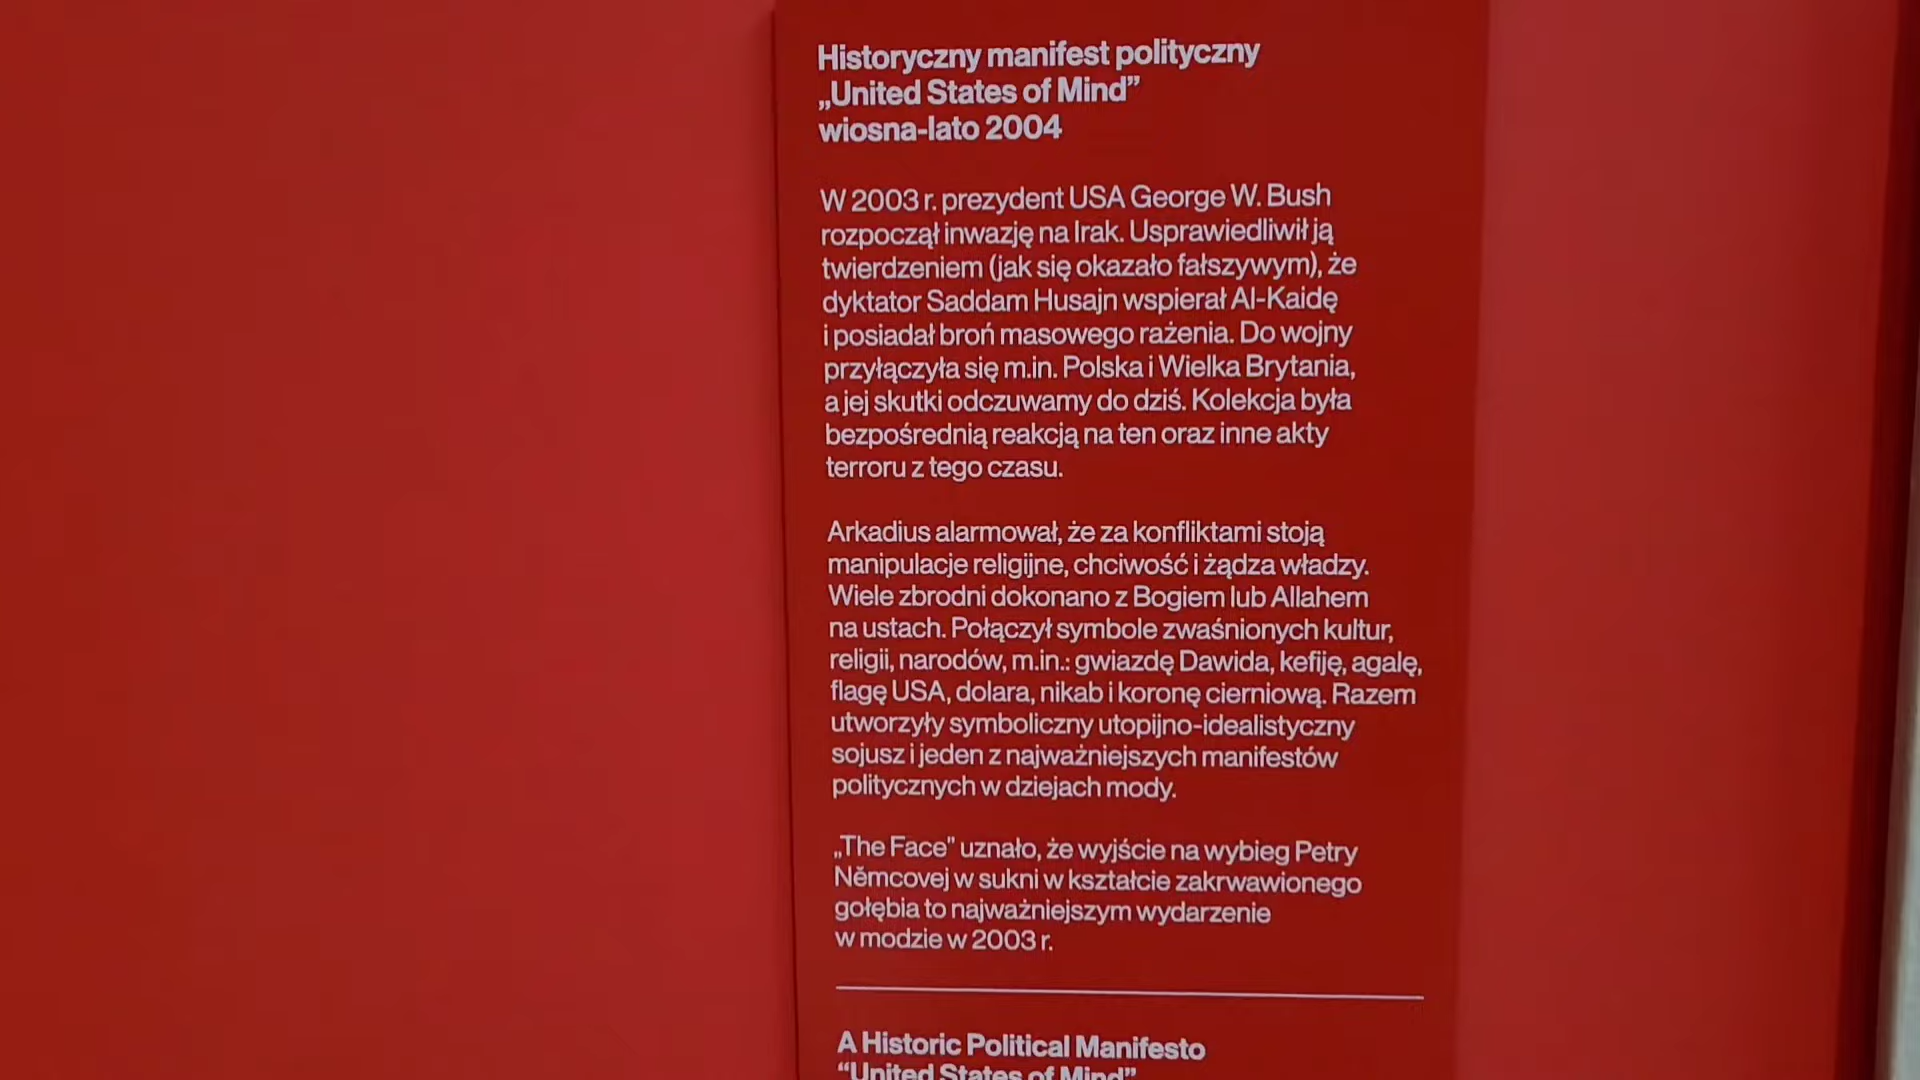 Historyczny manifest polityczny
„United States of Mind”
wiosna-lato 2004
W 2003 r. prezydent USA George W. Bush
rozpoczął inwazję na Irak. Usprawiedliwił ją
twierdzeniem (jak się okazało fałszywym), że
dyktator Saddam Husajn wspierał Al-Kaidę
i posiadał broń masowego rażenia. Do wojny
przyłączyła się m.in. Polska i Wielka Brytania,
a jej skutki odczuwamy do dziś. Kolekcja była
bezpośrednią reakcją na ten oraz inne akty
terroru z tego czasu.
Arkadius alarmował, że za konfliktami stoją
manipulacje religijne, chciwość i żądza władzy.
Wiele zbrodni dokonano z Bogiem lub Allahem
na ustach. Połączył symbole zwaśnionych kultur,
religii, narodów, m.in.: gwiazdę Dawida, kefiję, agalę,
flagę USA, dolara, nikab i koronę cierniową. Razem
utworzyły symboliczny utopijno-idealistyczny
sojusz i jeden z najważniejszych manifestów
politycznych w dziejach mody.
„The Face" uznało, że wyjście na wybieg Petry
Němcovej w sukni w kształcie zakrwawionego
gołębia to najważniejszym wydarzenie
w modzie w 2003 r.
A Historic Political Manifesto
“United States of Mind”